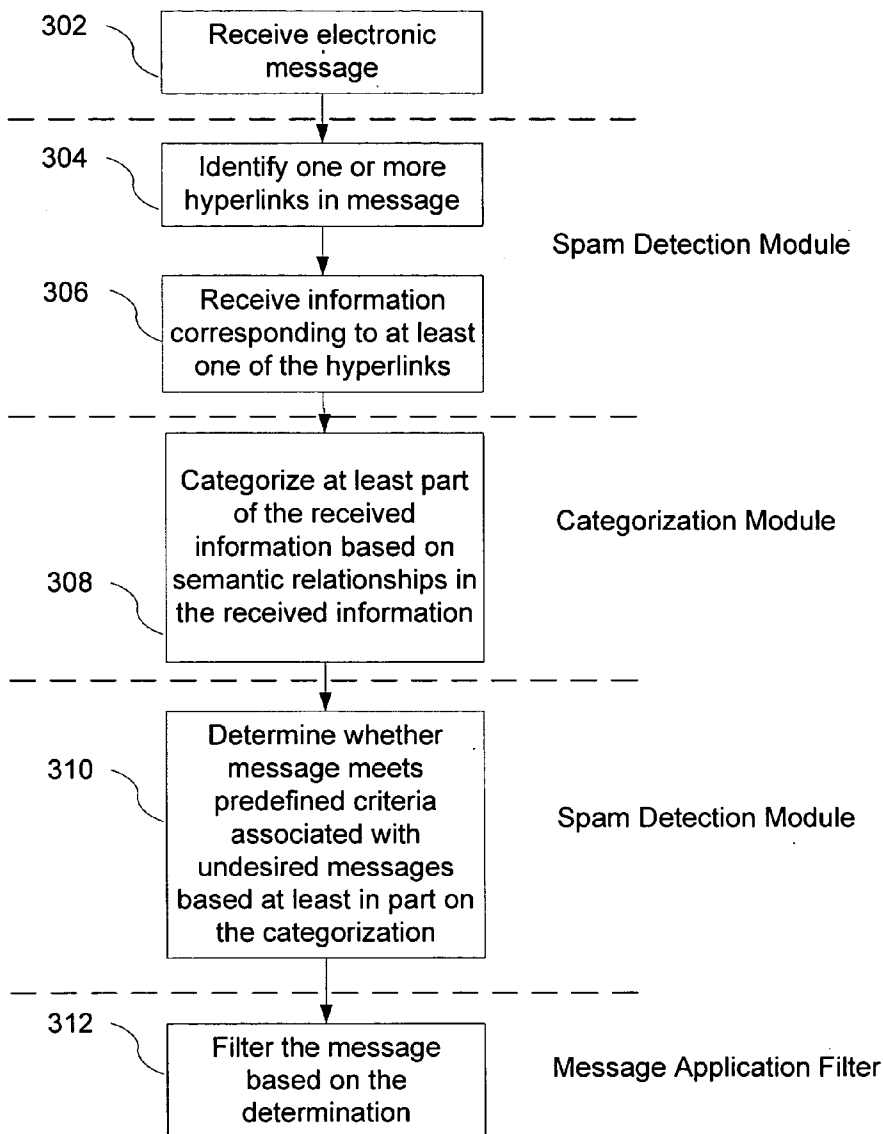 302
Receive electronic
message
304
Identify one or more
hyperlinks in message
Spam Detection Module
306
Receive information
corresponding to at least
one of the hyperlinks
Categorize at least part
of the received
information based on
semantic relationships in
the received information
Categorization Module
308
Determine whether
message meets
predefined criteria
associated with
undesired messages
based at least in part on
the categorization
310
Spam Detection Module
312
Filter the message
based on the
determination
Message Application Filter